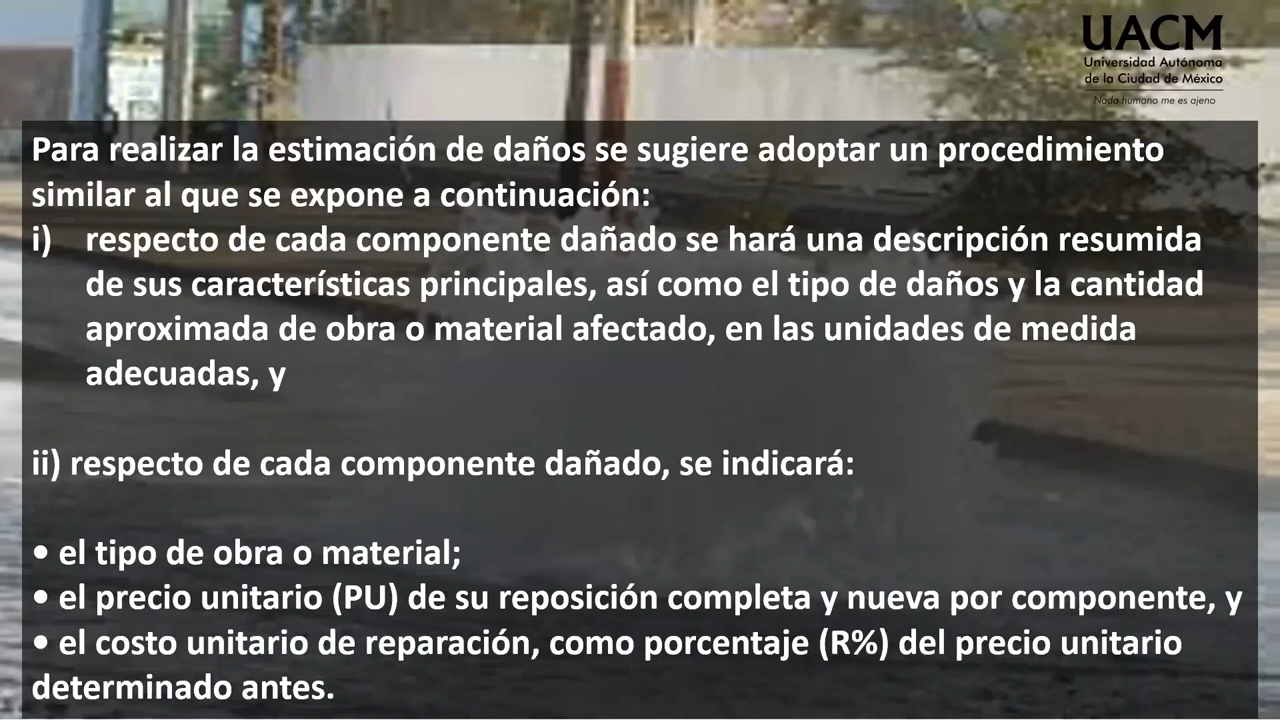 UACM
Universidad Autónoma
de la Ciudad de México
Nada humano me es ajeno
Para realizar la estimación de daños se sugiere adoptar un procedimiento
similar al que se expone a continuación:
i) respecto de cada componente dañado se hará una descripción resumida
de sus características principales, así como el tipo de daños y la cantidad
aproximada de obra o material afectado, en las unidades de medida
adecuadas, y
ii) respecto de cada componente dañado, se indicará:
• el tipo de obra o material;
• el precio unitario (PU) de su reposición completa y nueva por componente, y
• el costo unitario de reparación, como porcentaje (R%) del precio unitario
determinado antes.